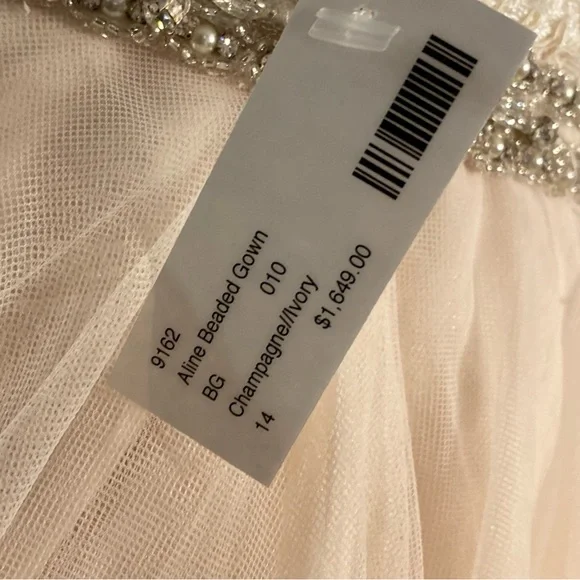 9162
Aline Beaded Gown
BG 010
Champagne//Ivory
14 $1,649.00